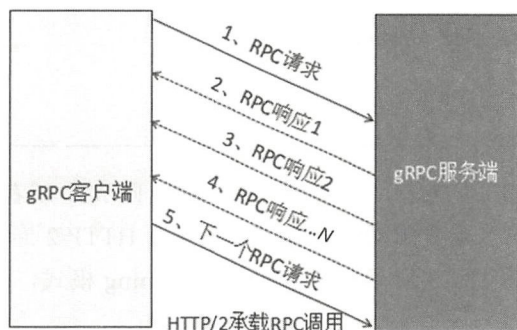 1、RPC请求
2、RPC响应1
3、RPC响应2
4、RPC响应...N
5、下一个RPC请求
gRPC客户端
gRPC服务端
HTTP/2承载RPC调用